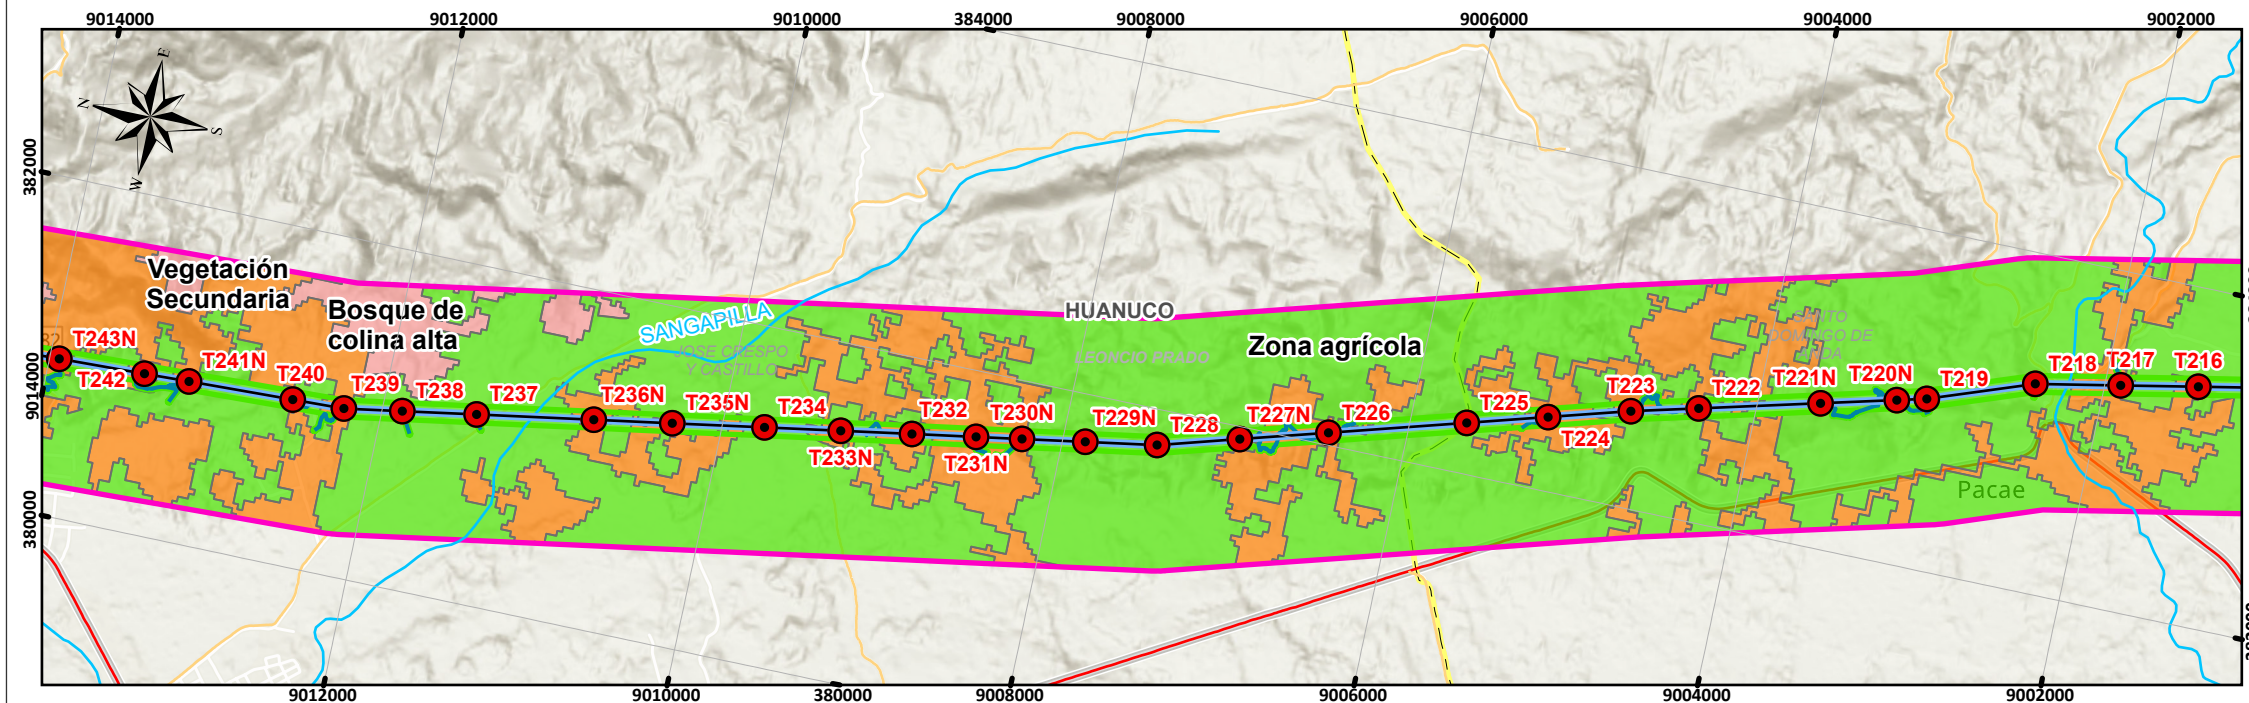 9014000 9012000 9010000 384000 9008000 9006000 9004000 9002000
N E S W
382000
Vegetación
Secundaria
Bosque de
colina alta
HUANUCO
SANGAPILLA
JOSE CRESPO
Y CASTILLO
LEONCIO PRADO
Zona agrícola
SANTO
DOMINGO DE
ANDA
T243N T242 T241N T240 T239 T238 T237 T236N T235N T234 T233N T232 T231N T230N T229N T228 T227N T226 T225 T224 T223 T222 T221N T220N T219 T218 T217 T216
9014000
380000
Pacae
9012000 9010000 380000 9008000 9006000 9004000 9002000